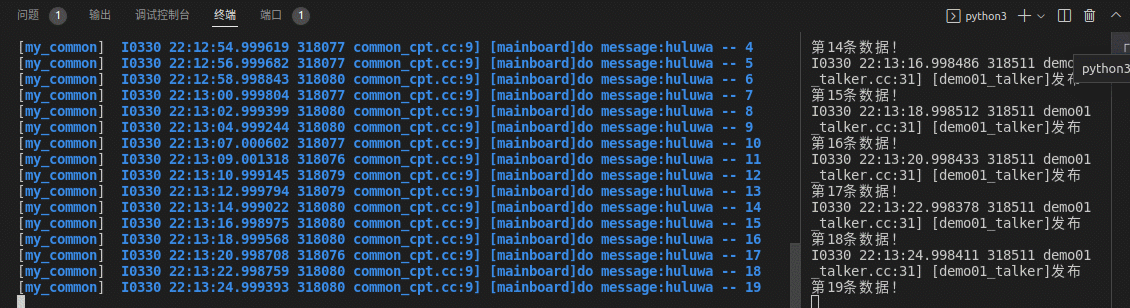 问题 1 输出 调试控制台 终端 端口 1 python3
[my_common] I0330 22:12:54.999619 318077 common_cpt.cc:9] [mainboard]do message:huluwa -- 4
[my_common] I0330 22:12:56.999682 318077 common_cpt.cc:9] [mainboard]do message:huluwa -- 5
[my_common] I0330 22:12:58.998843 318080 common_cpt.cc:9] [mainboard]do message:huluwa -- 6
[my_common] I0330 22:13:00.999804 318077 common_cpt.cc:9] [mainboard]do message:huluwa -- 7
[my_common] I0330 22:13:02.999399 318080 common_cpt.cc:9] [mainboard]do message:huluwa -- 8
[my_common] I0330 22:13:04.999244 318080 common_cpt.cc:9] [mainboard]do message:huluwa -- 9
[my_common] I0330 22:13:07.000602 318077 common_cpt.cc:9] [mainboard]do message:huluwa -- 10
[my_common] I0330 22:13:09.001318 318076 common_cpt.cc:9] [mainboard]do message:huluwa -- 11
[my_common] I0330 22:13:10.999145 318079 common_cpt.cc:9] [mainboard]do message:huluwa -- 12
[my_common] I0330 22:13:12.999794 318079 common_cpt.cc:9] [mainboard]do message:huluwa -- 13
[my_common] I0330 22:13:14.999022 318080 common_cpt.cc:9] [mainboard]do message:huluwa -- 14
[my_common] I0330 22:13:16.998975 318080 common_cpt.cc:9] [mainboard]do message:huluwa -- 15
[my_common] I0330 22:13:18.999568 318080 common_cpt.cc:9] [mainboard]do message:huluwa -- 16
[my_common] I0330 22:13:20.998708 318076 common_cpt.cc:9] [mainboard]do message:huluwa -- 17
[my_common] I0330 22:13:22.998759 318080 common_cpt.cc:9] [mainboard]do message:huluwa -- 18
[my_common] I0330 22:13:24.999393 318080 common_cpt.cc:9] [mainboard]do message:huluwa -- 19
第14条数据!
I0330 22:13:16.998486 318511 demo
_talker.cc:31] [demo01_talker]发布
python3
第15条数据!
I0330 22:13:18.998512 318511 demo01
_talker.cc:31] [demo01_talker]发布
第16条数据!
I0330 22:13:20.998433 318511 demo01
_talker.cc:31] [demo01_talker]发布
第17条数据!
I0330 22:13:22.998378 318511 demo01
_talker.cc:31] [demo01_talker]发布
第18条数据!
I0330 22:13:24.998411 318511 demo01
_talker.cc:31] [demo01_talker]发布
第19条数据!